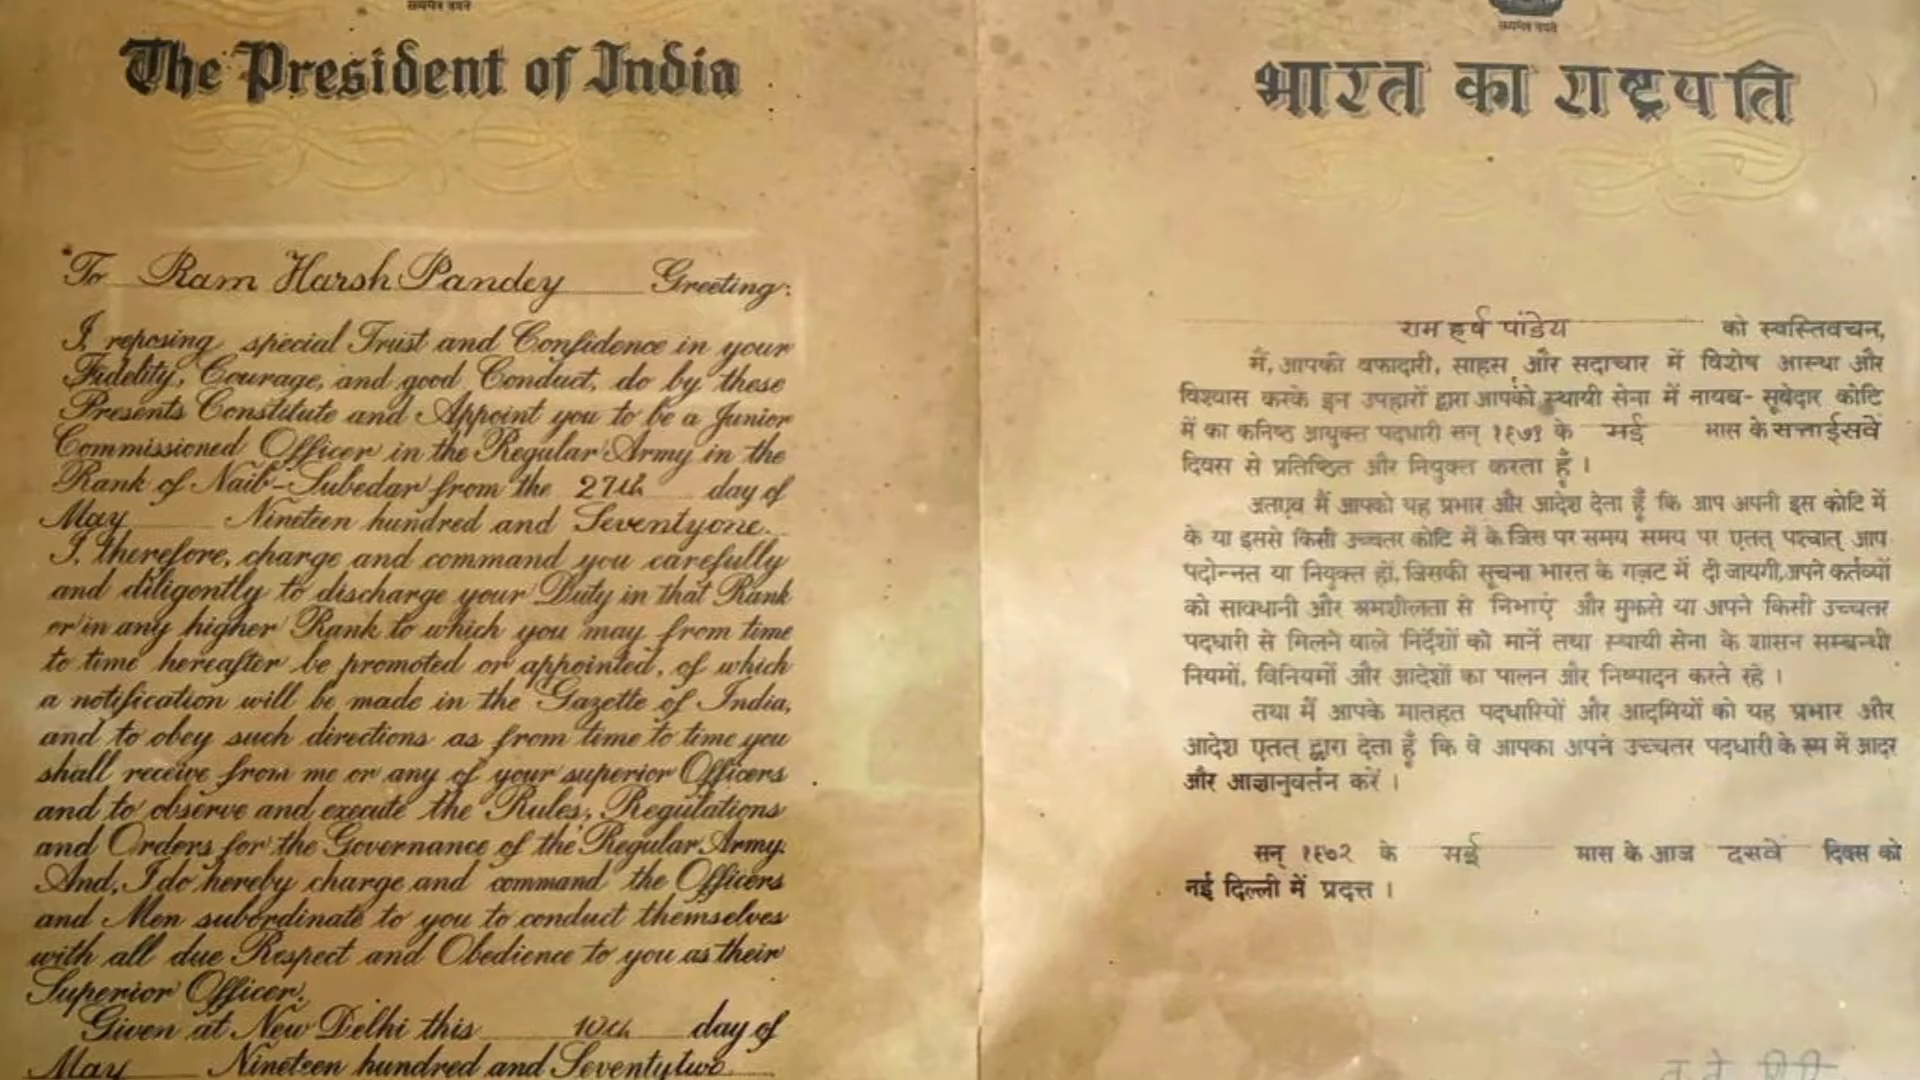 सत्यमेव जयते
The President of India
To Ram Harsh Pandey Greeting:
I, reposing special Trust and Confidence in your
Fidelity, Courage, and good Conduct, do by these
Presents Constitute and Appoint you to be a Junior
Commissioned Officer in the Regular Army in the
Rank of Naib-Subedar from the 27th day of
May Nineteen hundred and Seventyone.
I, therefore, charge and command you carefully
and diligently to discharge your Duty in that Rank
or in any higher Rank to which you may from time
to time hereafter be promoted or appointed, of which
a notification will be made in the Gazette of India,
and to obey such directions as from time to time you
shall receive from me or any of your superior Officers
and to observe and execute the Rules, Regulations
and Orders for the Governance of the Regular Army.
And, I do hereby charge and command the Officers
and Men subordinate to you to conduct themselves
with all due Respect and Obedience to you as their
Superior Officer.
Given at New Delhi this 10th day of
May Nineteen hundred and Seventytwo
सत्यमेव जयते
भारत का राष्ट्रपति
राम हर्ष पांडेय को स्वस्तिवचन,
मैं, आपकी वफादारी, साहस और सदाचार में विशेष आस्था और
विश्वास करके इन उपहारों द्वारा आपको स्थायी सेना में नायब-सूबेदार कोटि
में का कनिष्ठ आयुक्त पदधारी सन् १९७१ के मई मास के सत्ताईसवें
दिवस से प्रतिष्ठित और नियुक्त करता हूँ ।
अतएव मैं आपको यह प्रभार और आदेश देता हूँ कि आप अपनी इस कोटि में
के या इससे किसी उच्चतर कोटि में के जिस पर समय समय पर एतत् पश्चात् आप
पदोन्नत या नियुक्त हों, जिसकी सूचना भारत के गज़ट में दी जायगी, अपने कर्तव्यों
को सावधानी और श्रमशीलता से निभाएं और मुझसे या अपने किसी उच्चतर
पदधारी से मिलने वाले निर्देशों को मानें तथा स्थायी सेना के शासन सम्बन्धी
नियमों, विनियमों और आदेशों का पालन और निष्पादन करते रहे ।
तथा मैं आपके मातहत पदधारियों और आदमियों को यह प्रभार और
आदेश एतत् द्वारा देता हूँ कि वे आपका अपने उच्चतर पदधारी के रूप में आदर
और आज्ञानुवर्तन करें ।
सन् १९७२ के मई मास के आज दसवें दिवस को
नई दिल्ली में प्रदत्त ।